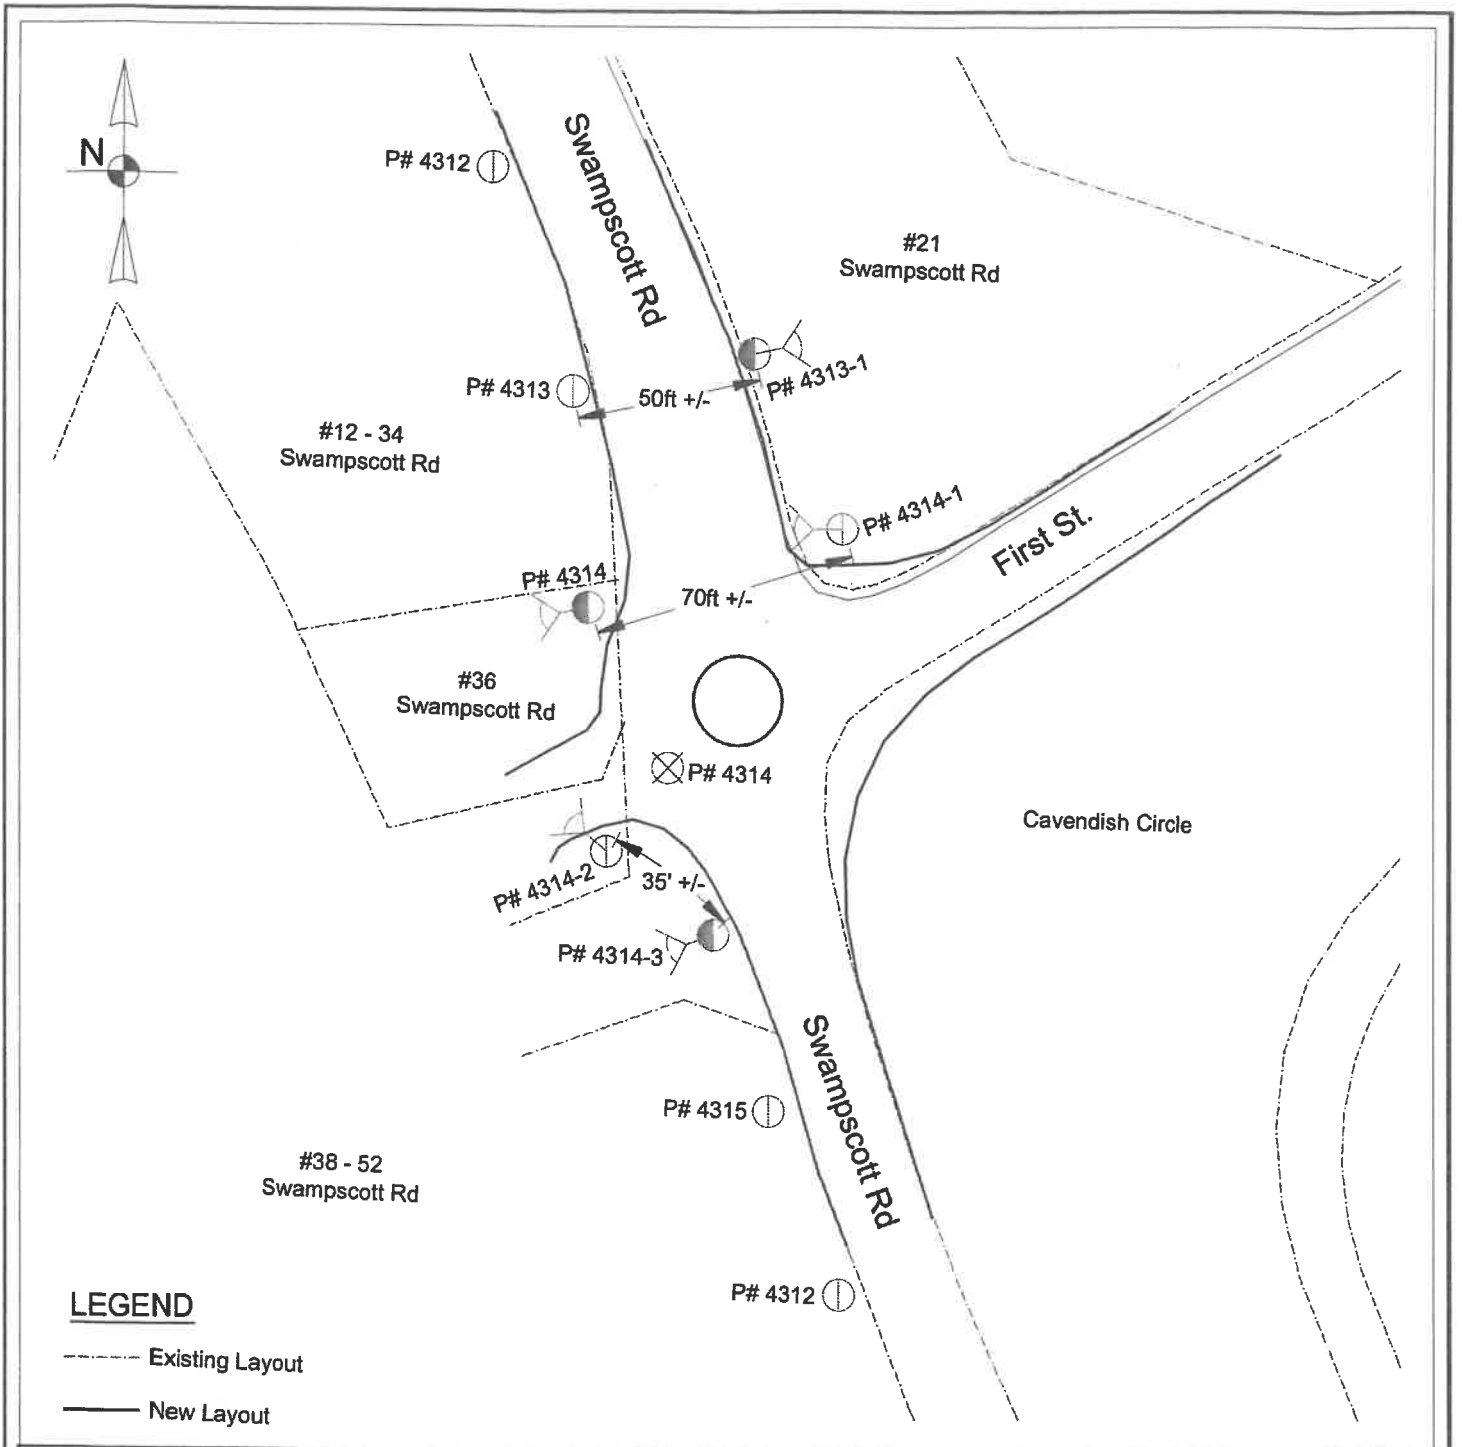 N
P# 4312
Swampscott Rd
#21
Swampscott Rd
P# 4313-1
P# 4313
50ft +/-
#12 - 34
Swampscott Rd
P# 4314-1
First St.
P# 4314
70ft +/-
#36
Swampscott Rd
P# 4314
Cavendish Circle
P# 4314-2
35' +/-
P# 4314-3
Swampscott Rd
P# 4315
#38 - 52
Swampscott Rd
P# 4312
LEGEND
Existing Layout
New Layout